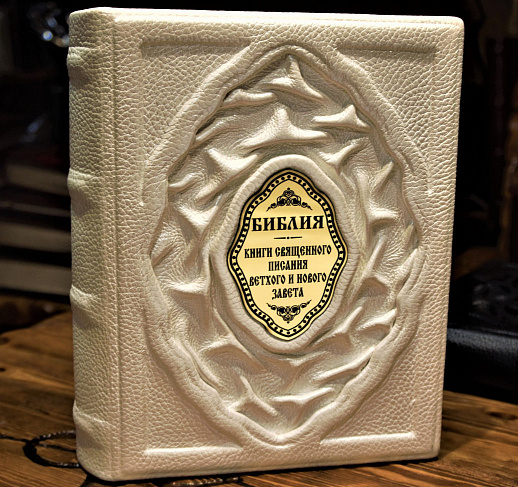 БИБЛИЯ
КНИГИ СВЯЩЕННОГО
ПИСАНИЯ
ВЕТХОГО И НОВОГО
ЗАВЕТА